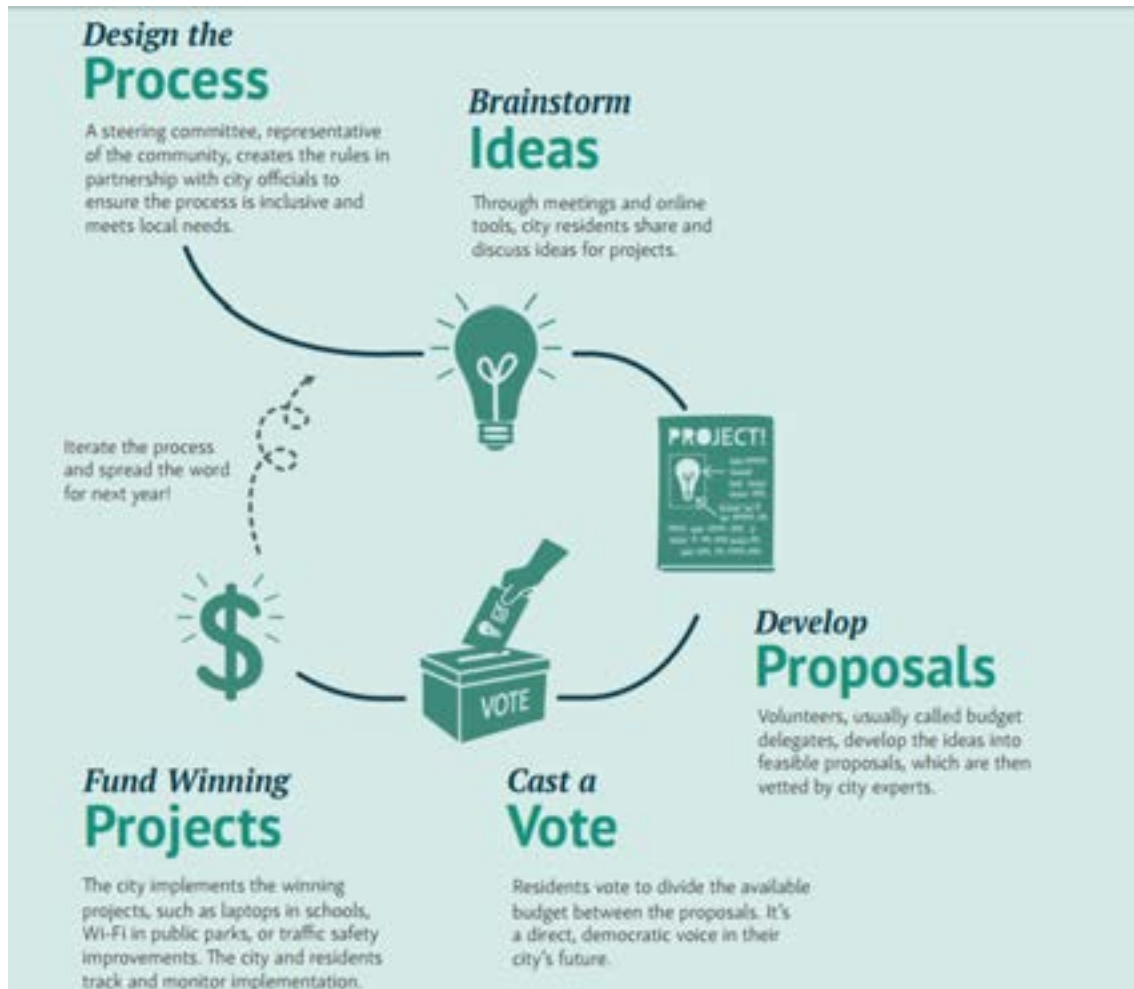 Design the
Process
A steering committee, representative
of the community, creates the rules in
partnership with city officials to
ensure the process is inclusive and
meets local needs.
Brainstorm
Ideas
Through meetings and online
tools, city residents share and
discuss ideas for projects.
PROJECT!
Iterate the process
and spread the word
for next year!
VOTE
Develop
Proposals
Volunteers, usually called budget
delegates, develop the ideas into
feasible proposals, which are then
vetted by city experts.
Cast a
Vote
Residents vote to divide the available
budget between the proposals. It's
a direct, democratic voice in their
city's future.
Fund Winning
Projects
The city implements the winning
projects, such as laptops in schools,
Wi-Fi in public parks, or traffic safety
improvements. The city and residents
track and monitor implementation.